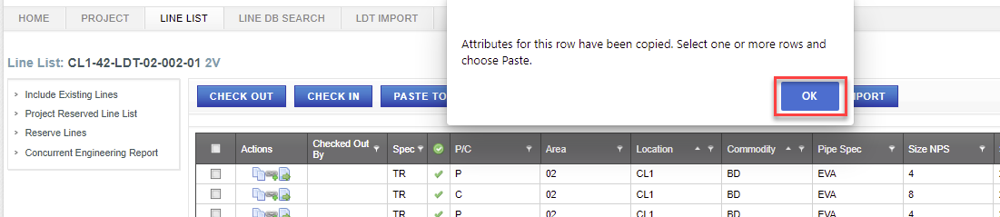 HOME PROJECT LINE LIST LINE DB SEARCH LDT IMPORT
Attributes for this row have been copied. Select one or more rows and
choose Paste.
OK
Line List: CL1-42-LDT-02-002-01 2V
Include Existing Lines
Project Reserved Line List
Reserve Lines
Concurrent Engineering Report
CHECK OUT CHECK IN PASTE TO
Actions Checked Out By Spec P/C Area Location Commodity Pipe Spec Size NPS
TR P 02 CL1 BD EVA 4
TR C 02 CL1 BD EVA 8
TR P 02 CL1 BD EVA 4